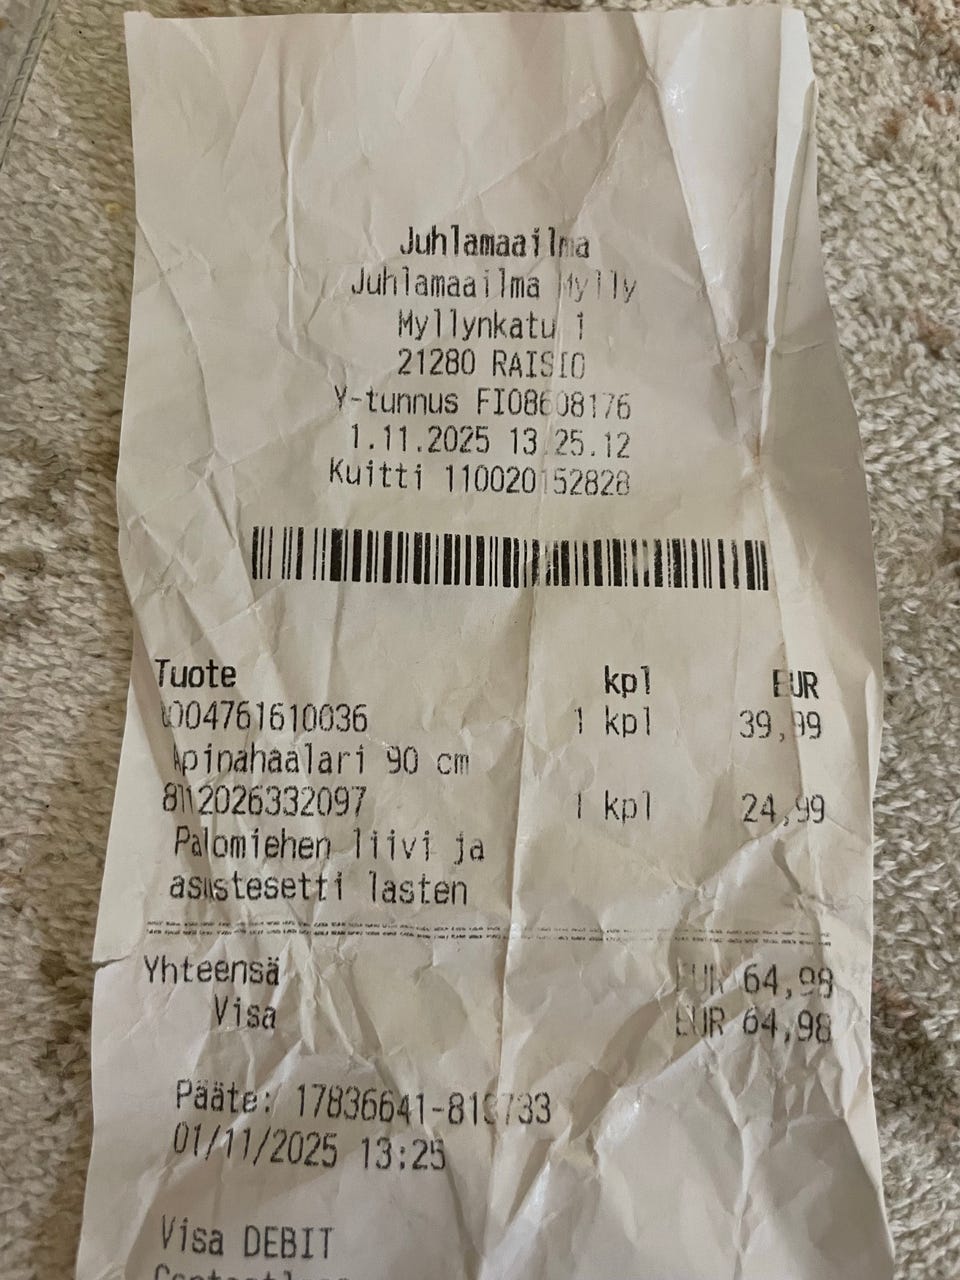 Juhlamaailma
Juhlamaailma Mylly
Myllynkatu 1
21280 RAISIO
Y-tunnus FI08608176
1.11.2025 13.25.12
Kuitti 110020152828
Tuote kpl EUR
1 kpl 39,99
Apinahaalari 90 cm
1 kpl 24,99
Palomiehen liivi ja
asustesetti lasten
Yhteensä EUR 64,98
Visa EUR 64,98
Pääte:
01/11/2025 13:25
Visa DEBIT